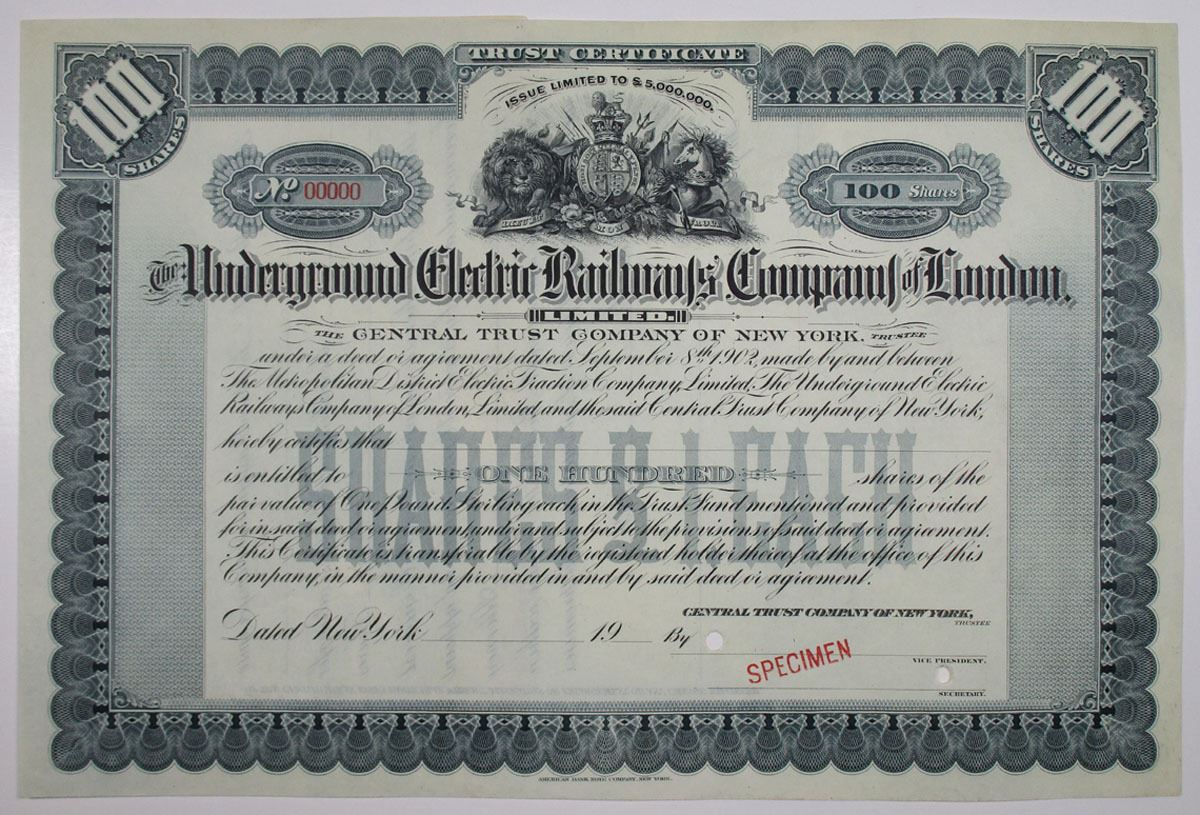 TRUST CERTIFICATE
ISSUE LIMITED TO $5,000,000.
100
SHARES
100
SHARES
No 00000
100 Shares
DIEU ET MON DROIT
The Underground Electric Railways Company of London.
LIMITED.
THE CENTRAL TRUST COMPANY OF NEW YORK, TRUSTEE
under a deed or agreement dated September 8th 1902, made by and between
The Metropolitan District Electric Traction Company, Limited, The Underground Electric
Railways Company of London, Limited, and the said Central Trust Company of New York,
hereby certifies that
is entitled to ONE HUNDRED shares of the
par value of One Pound Sterling each, in the Trust Fund mentioned and provided
for in said deed or agreement, under and subject to the provisions of said deed or agreement.
This Certificate is transferable by the registered holder thereof at the office of this
Company, in the manner provided in and by said deed or agreement.
SHARES £1 EACH
Dated New York 19
CENTRAL TRUST COMPANY OF NEW YORK,
TRUSTEE
By
SPECIMEN
VICE PRESIDENT.
SECRETARY.
AMERICAN BANK NOTE COMPANY, NEW YORK.